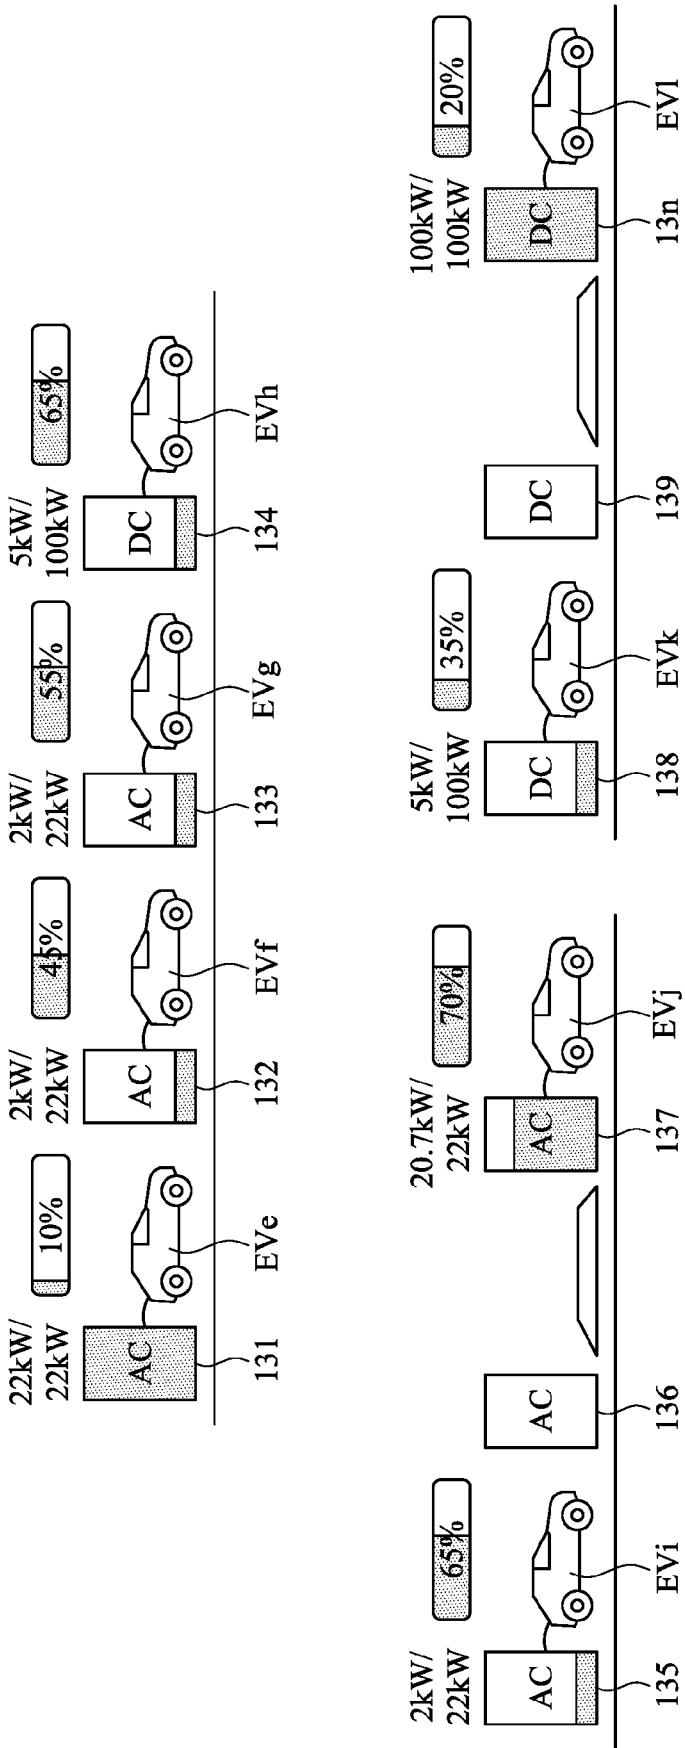 22kW/
22kW
10%
AC
131
EVe
2kW/
22kW
45%
AC
132
EVf
2kW/
22kW
55%
AC
133
EVg
5kW/
100kW
65%
DC
134
EVh
2kW/
22kW
65%
AC
135
EVi
AC
136
20.7kW/
22kW
70%
AC
137
EVj
5kW/
100kW
35%
DC
138
EVk
DC
139
100kW/
100kW
20%
DC
13n
EVl